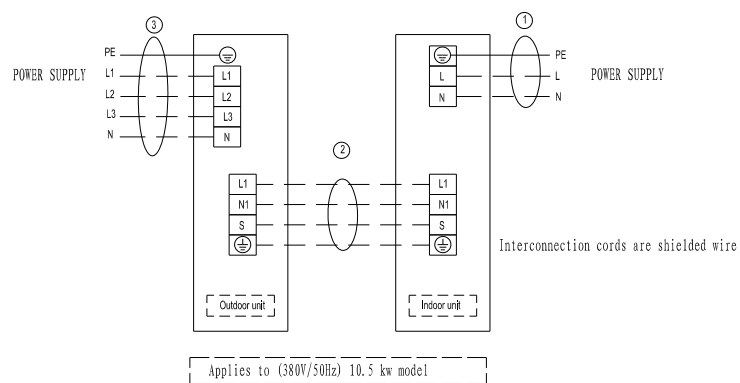 ③
①
PE
PE
POWER SUPPLY
L1
L1
L
L
POWER SUPPLY
L2
L2
N
N
L3
L3
N
N
②
L1
L1
N1
N1
S
S
Interconnection cords are shielded wire
Outdoor unit
Indoor unit
Applies to (380V/50Hz) 10.5 kw model